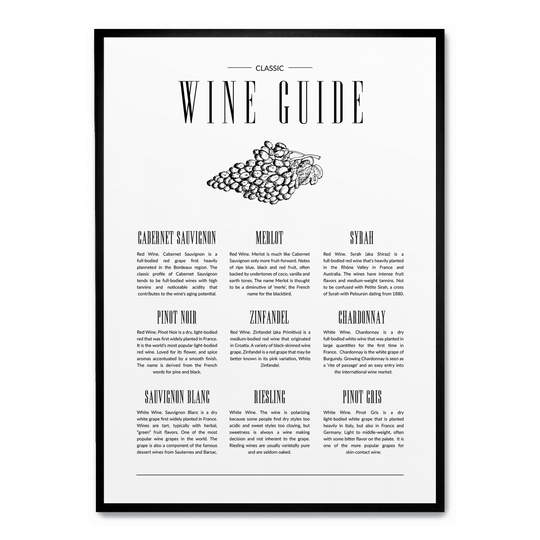 CLASSIC
WINE GUIDE
CABERNET SAUVIGNON
Red Wine. Cabernet Sauvignon is a
full-bodied red grape first heavily
planneted in the Bordeaux region. The
classic profile of Cabernet Sauvignon
tends to be full-bodied wines with high
tannins and noticeable acidity that
contributes to the wine's aging potential.
MERLOT
Red Wine. Merlot is much like Cabernet
Sauvignon only more fruit-forward. Notes
of ripe blue, black and red fruit, often
backed by undertones of coco, vanilla and
earth tones. The name Merlot is thought
to be a diminutive of 'merle', the French
name for the blackbird.
SYRAH
Red Wine. Syrah (aka Shiraz) is a
full-bodied red wine that's heavily planted
in the Rhône Valley in France and
Australia. The wines have intense fruit
flavors and medium-weight tannins. Not
to be confused with Petite Sirah, a cross
of Syrah with Peloursin dating from 1880.
PINOT NOIR
Red Wine. Pinot Noir is a dry, light-bodied
red that was first widely planted in France.
It is the world's most popular light-bodied
red wine. Loved for its flavor, and spice
aromas accentuated by a smooth finish.
The name is derived from the French
words for pine and black.
ZINFANDEL
Red Wine. Zinfandel (aka Primitivo) is a
medium-bodied red wine that originated
in Croatia. A variety of black-skinned wine
grape, Zinfandel is a red grape that may be
better known in its pink variation, White
Zinfandel.
CHARDONNAY
White Wine. Chardonnay is a dry
full-bodied white wine that was planted in
large quantities for the first time in
France. Chardonnay is the white grape of
Burgundy. Growing Chardonnay is seen as
a 'rite of passage' and an easy entry into
the international wine market.
SAUVIGNON BLANC
White Wine. Sauvignon Blanc is a dry
white grape first widely planted in France.
Wines are tart, typically with herbal,
"green" fruit flavors. One of the most
popular wine grapes in the world. The
grape is also a component of the famous
dessert wines from Sauternes and Barsac.
RIESLING
White Wine. The wine is polarizing
because some people find dry styles too
acidic and sweet styles too cloying, but
sweetness is always a wine making
decision and not inherent to the grape.
Riesling wines are usually varietally pure
and are seldom oaked.
PINOT GRIS
White Wine. Pinot Gris is a dry
light-bodied white grape that is planted
heavily in Italy, but also in France and
Germany. Light to middle-weight, often
with some bitter flavor on the palate. It is
one of the more popular grapes for
skin-contact wine.